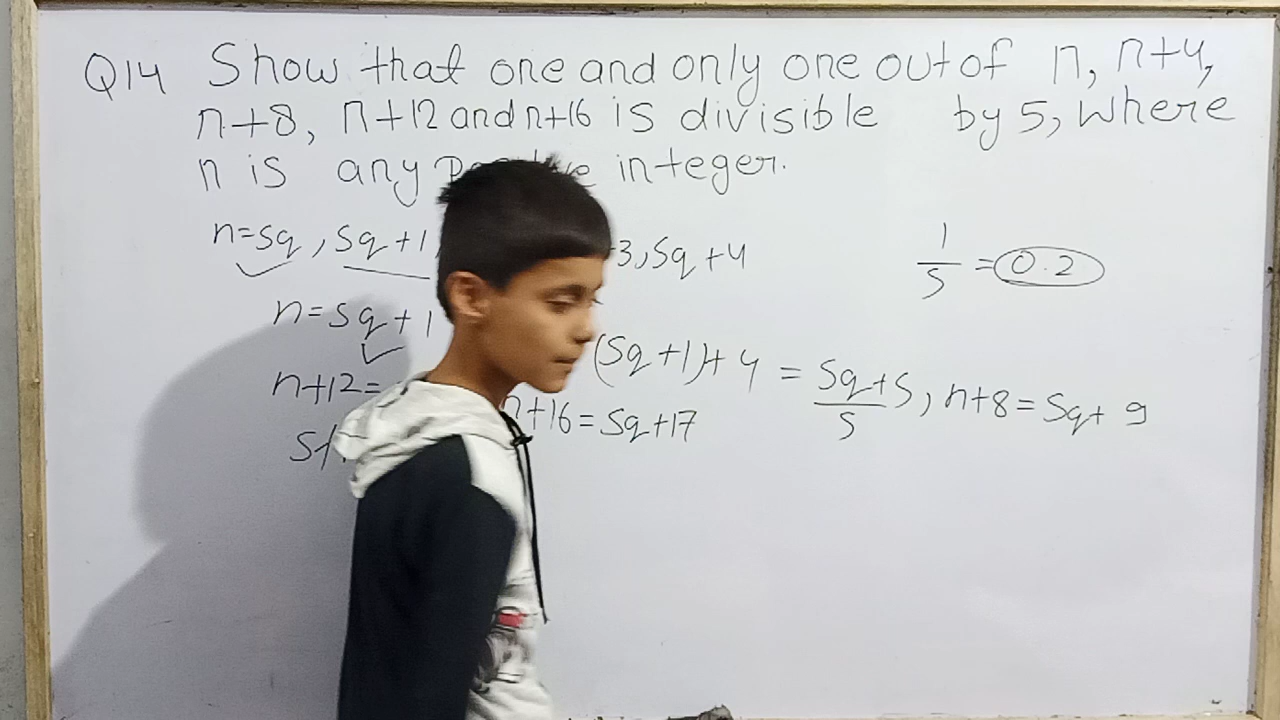 Q14 Show that one and only one out of n, n+4,
n+8, n+12 and n+16 is divisible by 5, where
n is any integer.
n=5q, 5q+1, +3, 5q+4
1/5 = 0.2
n=5q+1
(5q+1)+4 = 5q+5/5, n+8=5q+9
n+12= n+16=5q+17